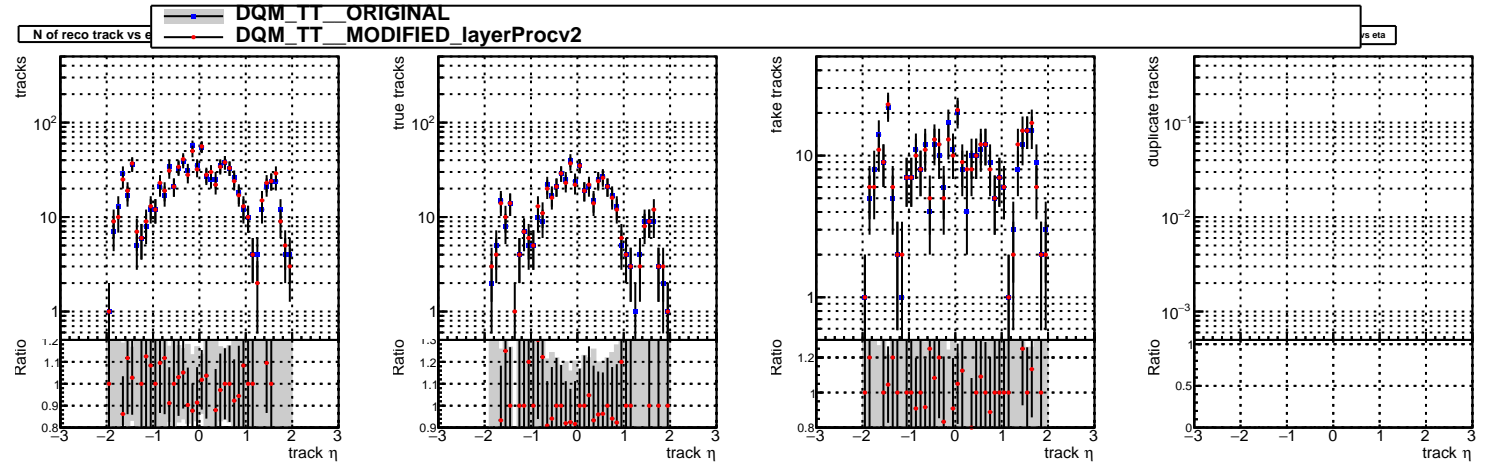 DQM_TT__ORIGINAL
DQM_TT__MODIFIED_layerProcv2
N of reco track vs e
vs eta
tracks
10²
10
1
Ratio
1.2
1.1
1
0.9
0.8
−3 −2 −1 0 1 2 3
track η
true tracks
10²
10
1
Ratio
1.3
1.2
1.1
1
0.9
−3 −2 −1 0 1 2 3
track η
fake tracks
10
1
Ratio
1.2
1
0.8
−3 −2 −1 0 1 2 3
track η
duplicate tracks
10⁻¹
10⁻²
10⁻³
Ratio
1
0.5
0
−3 −2 −1 0 1 2 3
track η